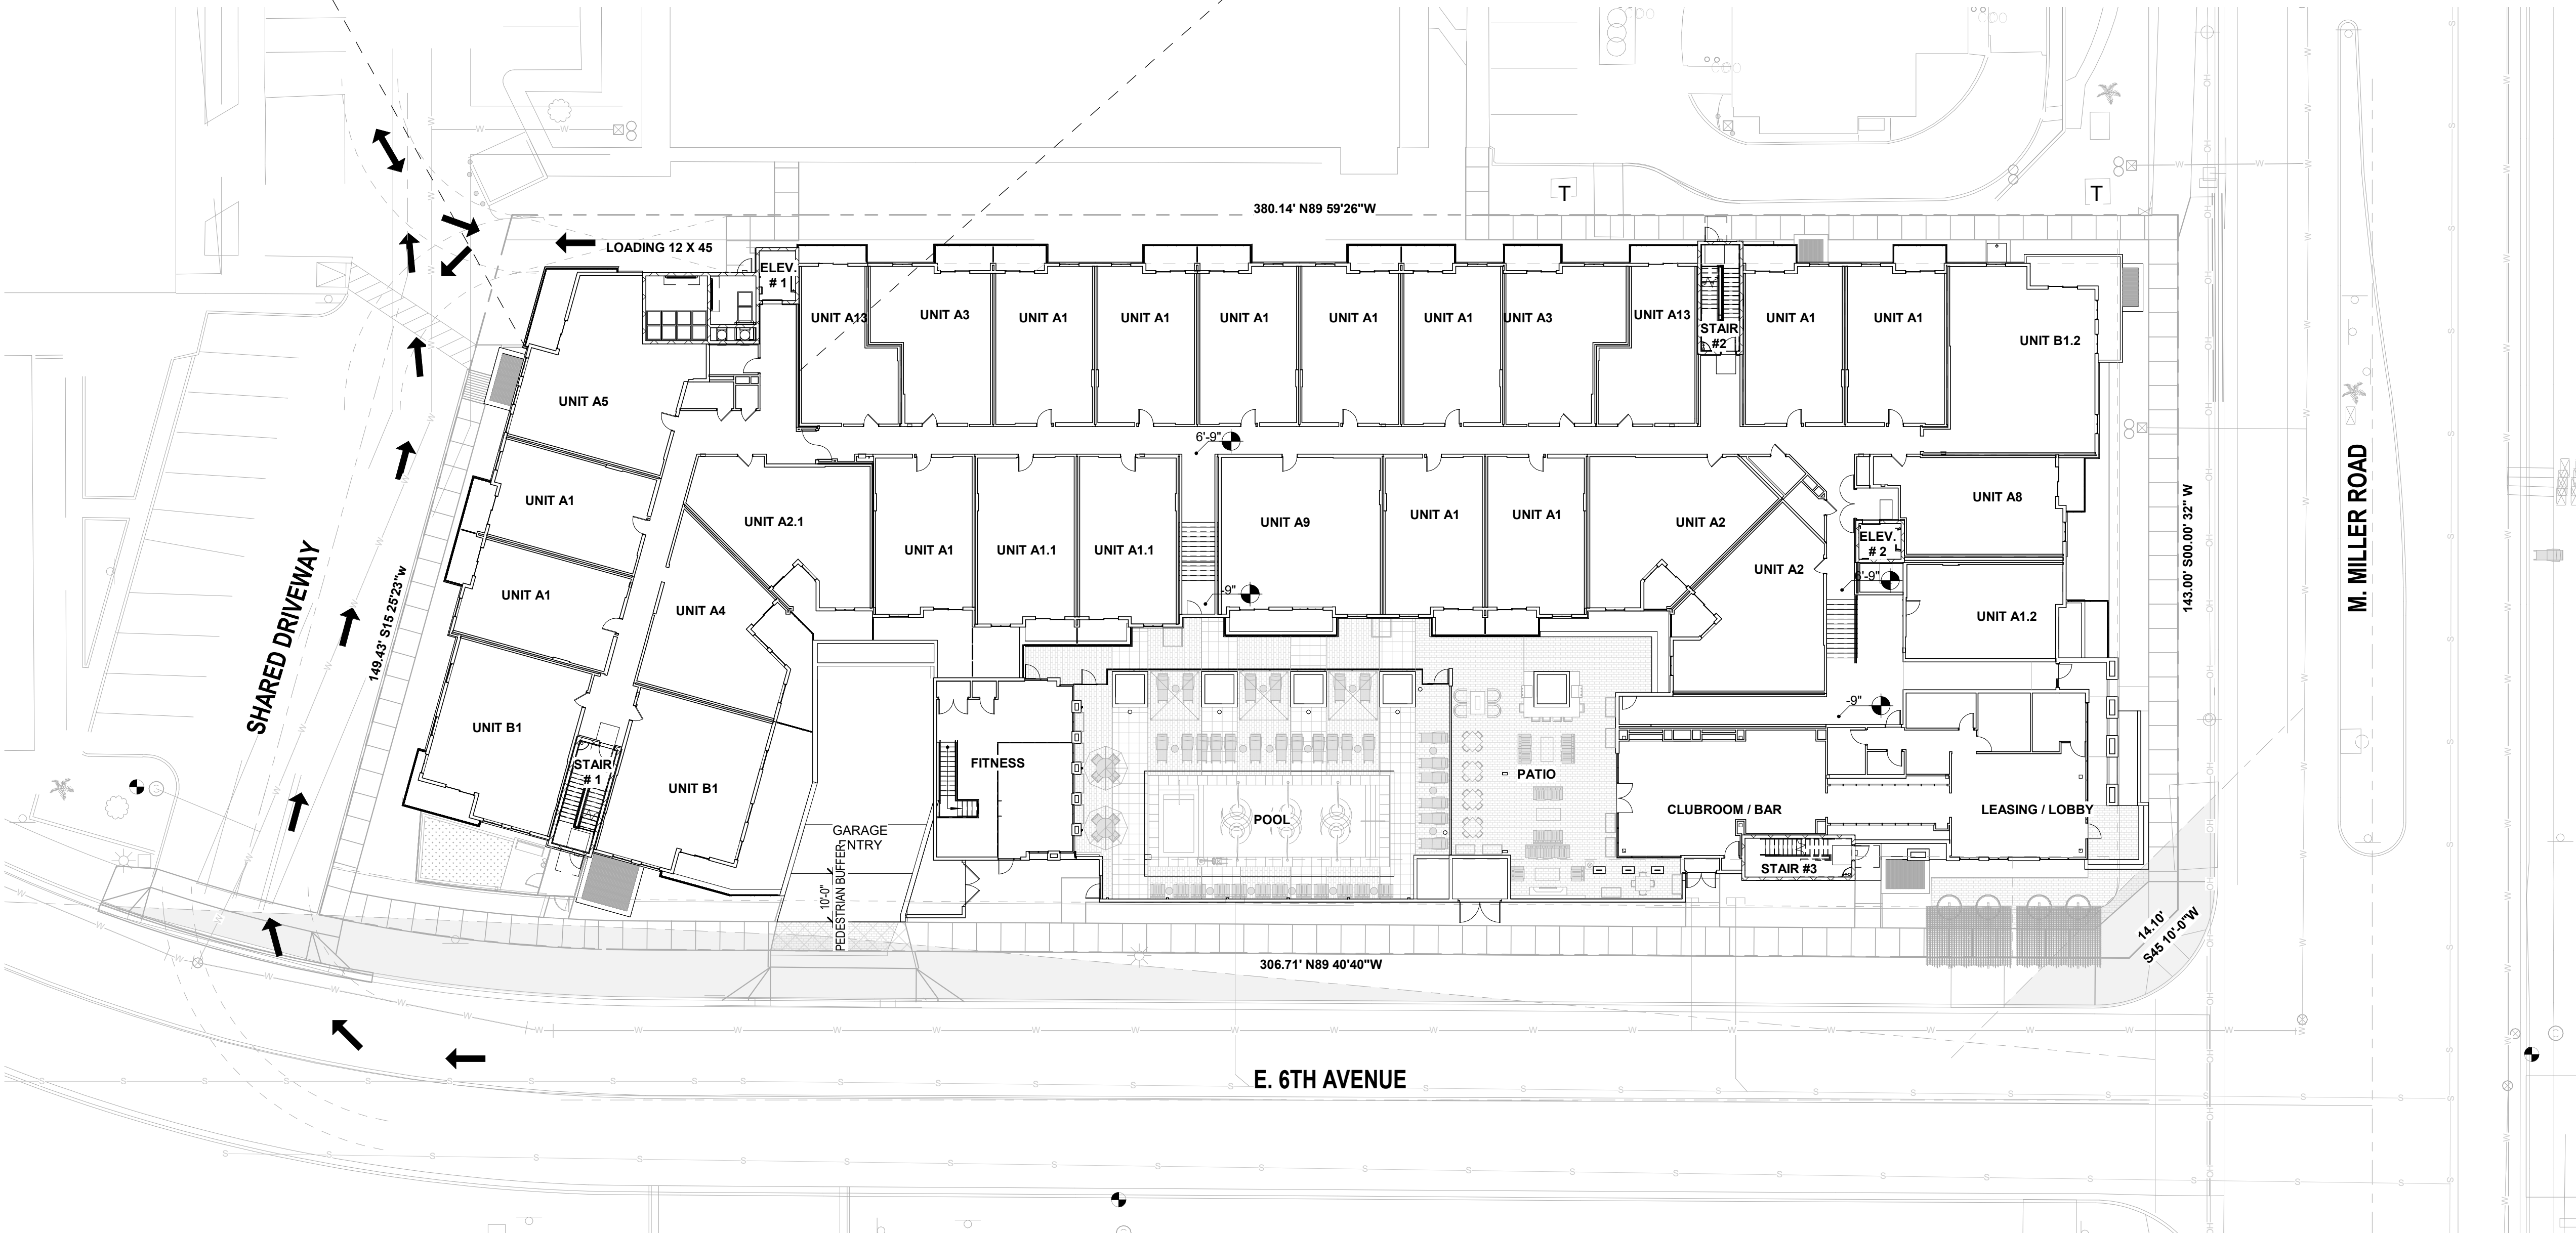 T
T
380.14' N89 59'26"W
LOADING 12 X 45
ELEV.
# 1
UNIT A13
UNIT A3
UNIT A1
UNIT A1
UNIT A1
UNIT A1
UNIT A1
UNIT A3
UNIT A13
STAIR
#2
UNIT A1
UNIT A1
UNIT B1.2
UNIT A5
6'-9"
UNIT A1
UNIT A2.1
UNIT A1
UNIT A1.1
UNIT A1.1
UNIT A9
UNIT A1
UNIT A1
UNIT A2
UNIT A8
ELEV.
# 2
UNIT A2
6'-9"
-9"
UNIT A1
UNIT A4
UNIT A1.2
M. MILLER ROAD
143.00' S00.00' 32" W
SHARED DRIVEWAY
149.43' S15 25'23"w
UNIT B1
STAIR
# 1
UNIT B1
FITNESS
-9"
PATIO
POOL
CLUBROOM / BAR
LEASING / LOBBY
STAIR #3
GARAGE
ENTRY
10'-0"
PEDESTRIAN BUFFER
14.10'
S45 10'-0"W
306.71' N89 40'40"W
E. 6TH AVENUE